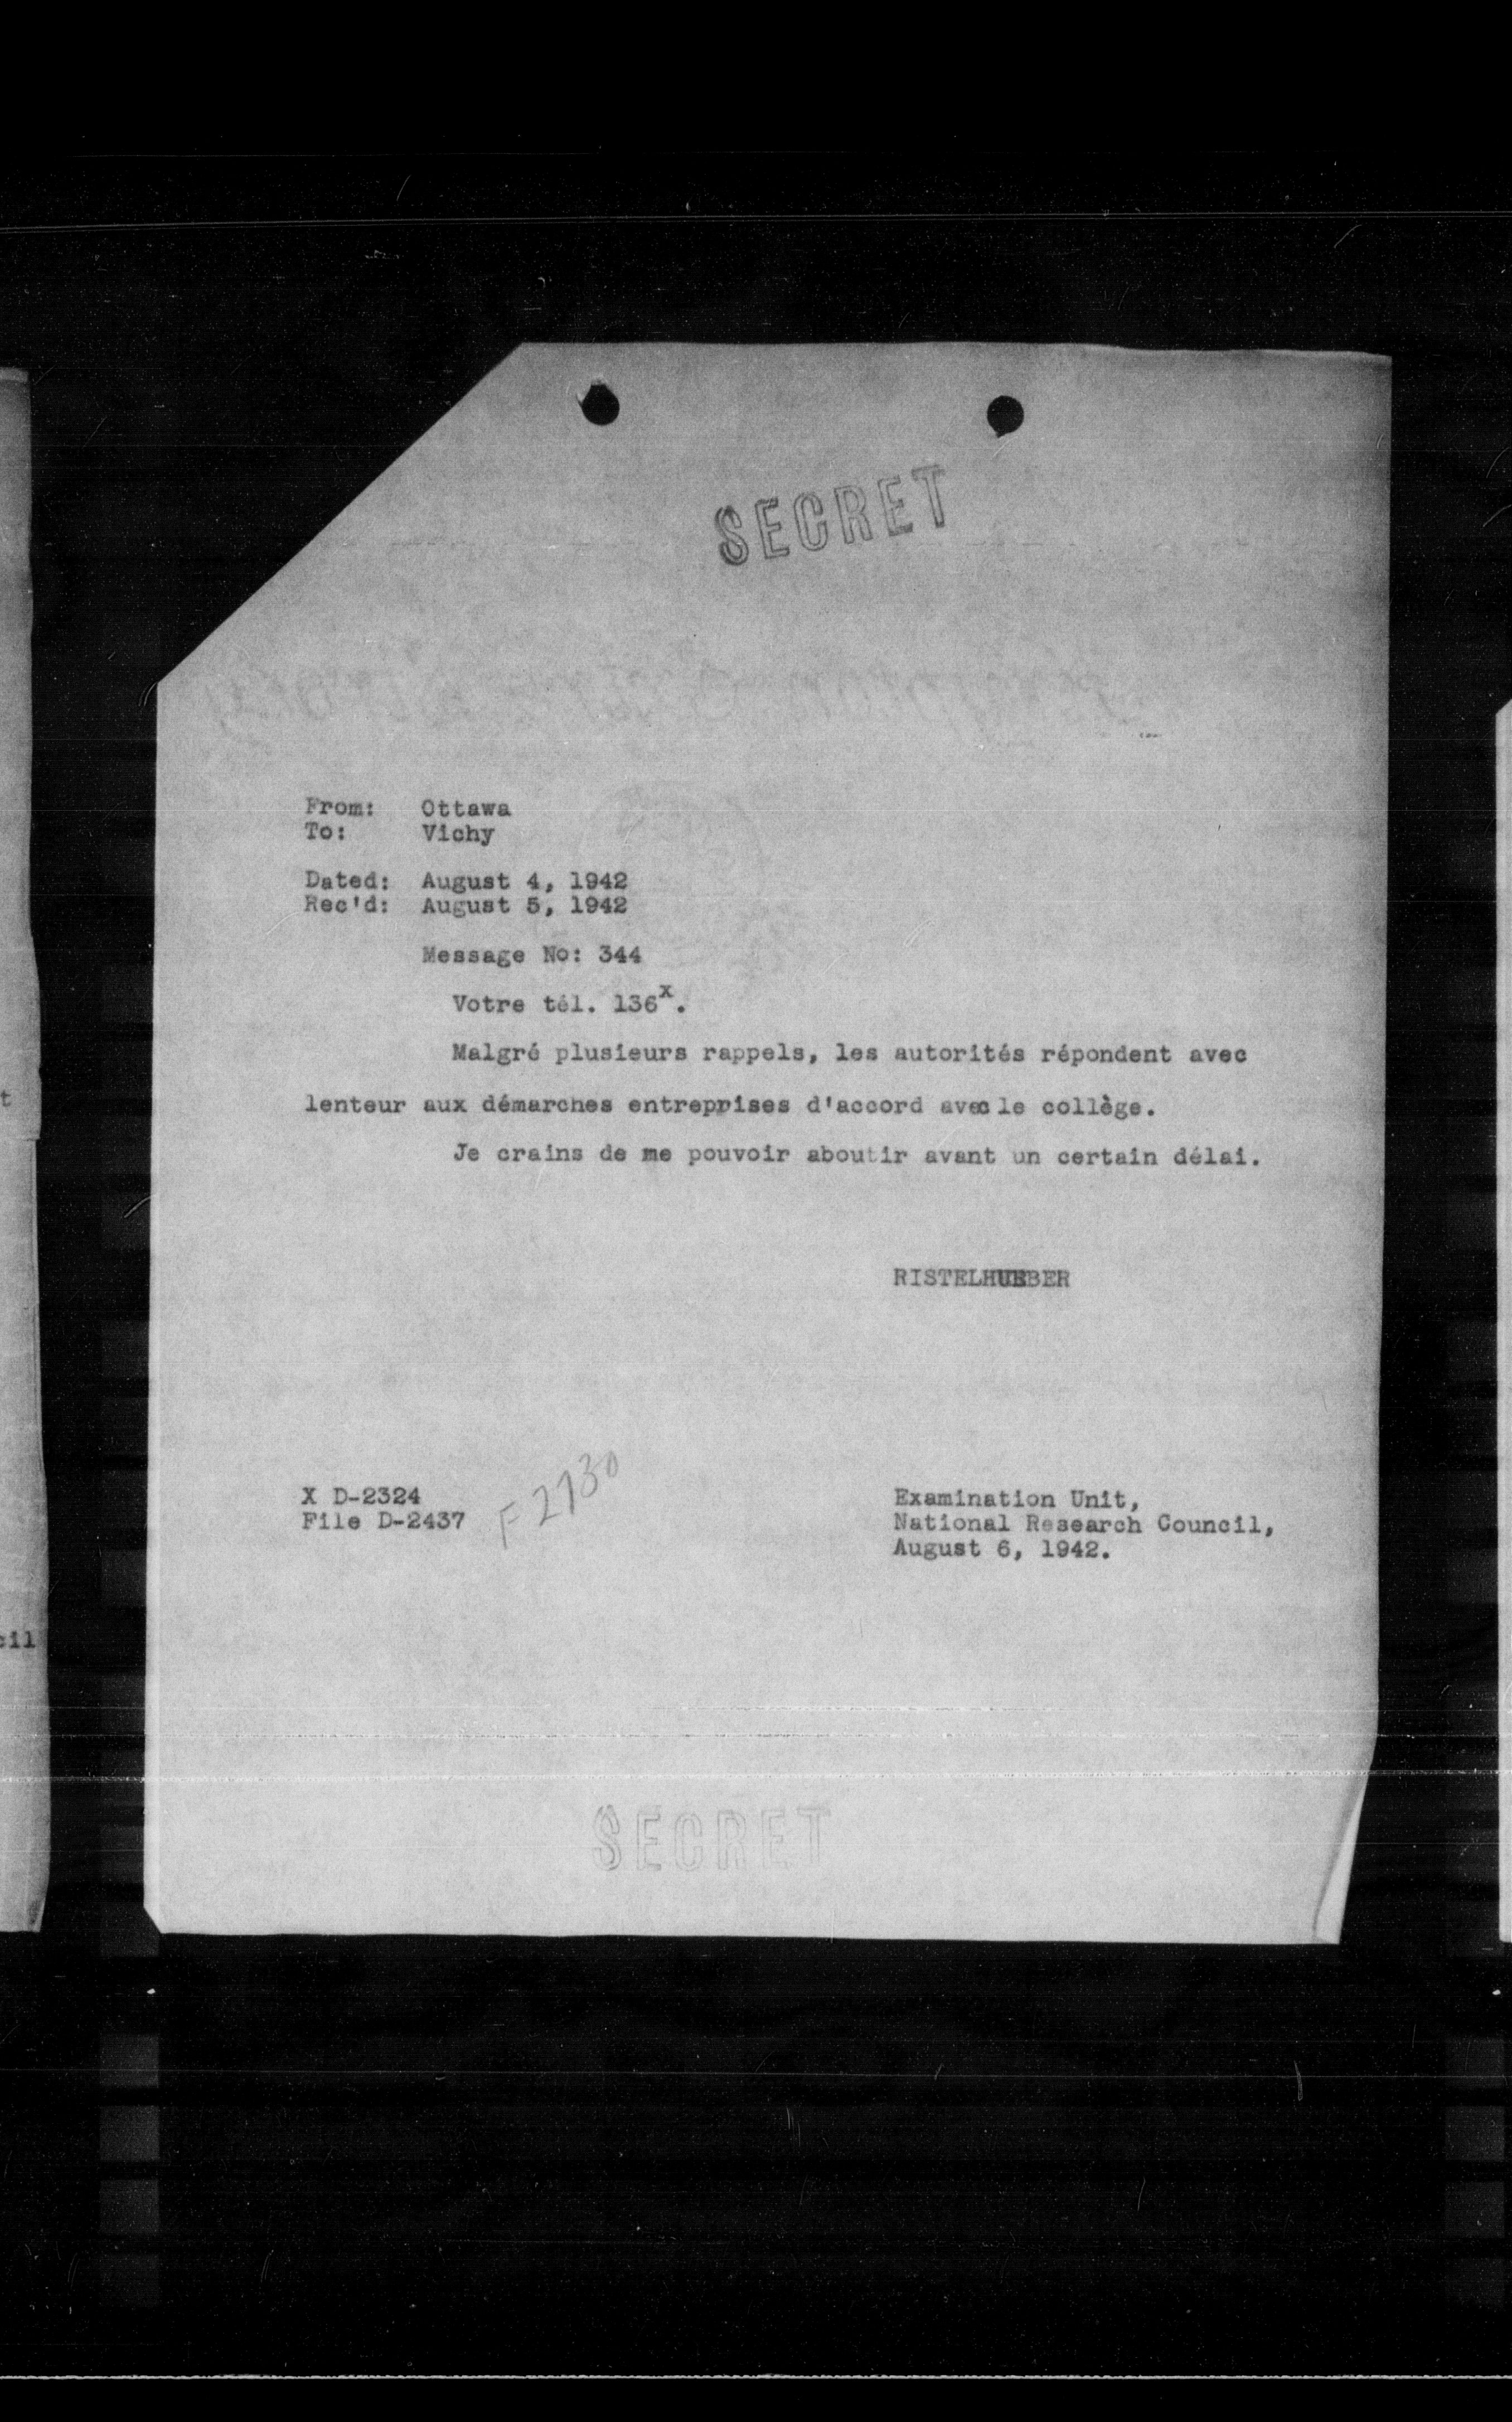 SECRET
From: Ottawa
To: Vichy
Dated: August 4, 1942
Rec'd: August 5, 1942
Message No: 344
Votre tél. 136x.
Malgré plusieurs rappels, les autorités répondent avec
lenteur aux démarches entreprises d'accord avec le collège.
Je crains de me pouvoir aboutir avant un certain délai.
RISTELHUEBER
X D-2324
File D-2437
F 2730
Examination Unit,
National Research Council,
August 6, 1942.
SECRET